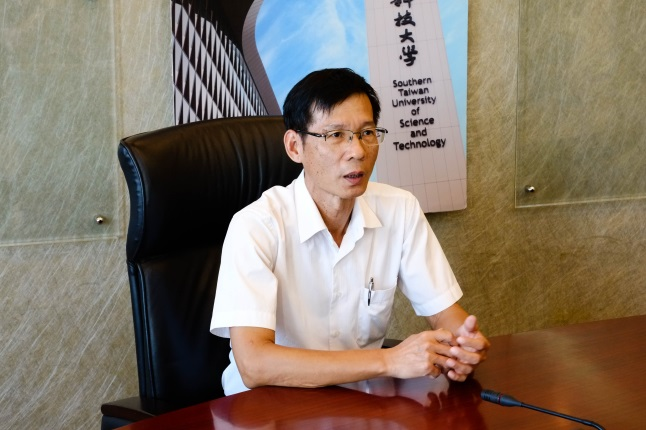 科技大學
Southern
Taiwan
University
of
Science
and
Technology